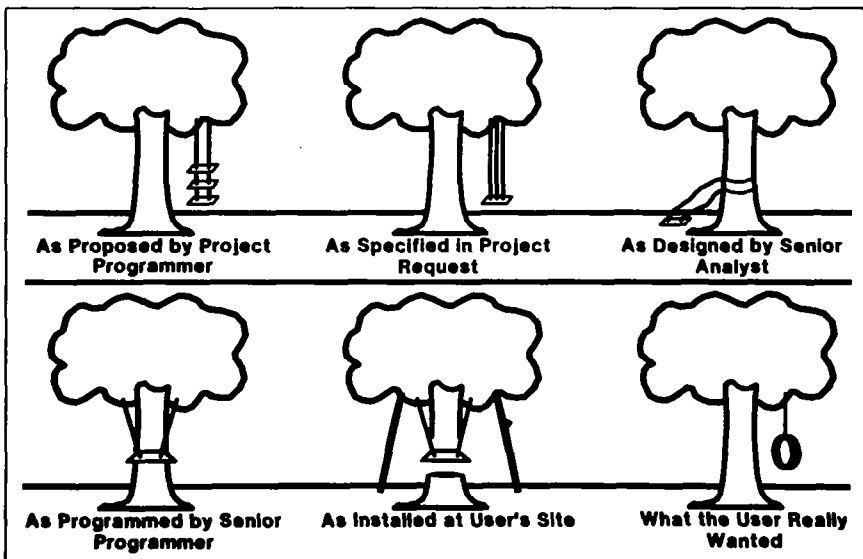 As Proposed by Project
Programmer
As Specified in Project
Request
As Designed by Senior
Analyst
As Programmed by Senior
Programmer
As Installed at User's Site
What the User Really
Wanted